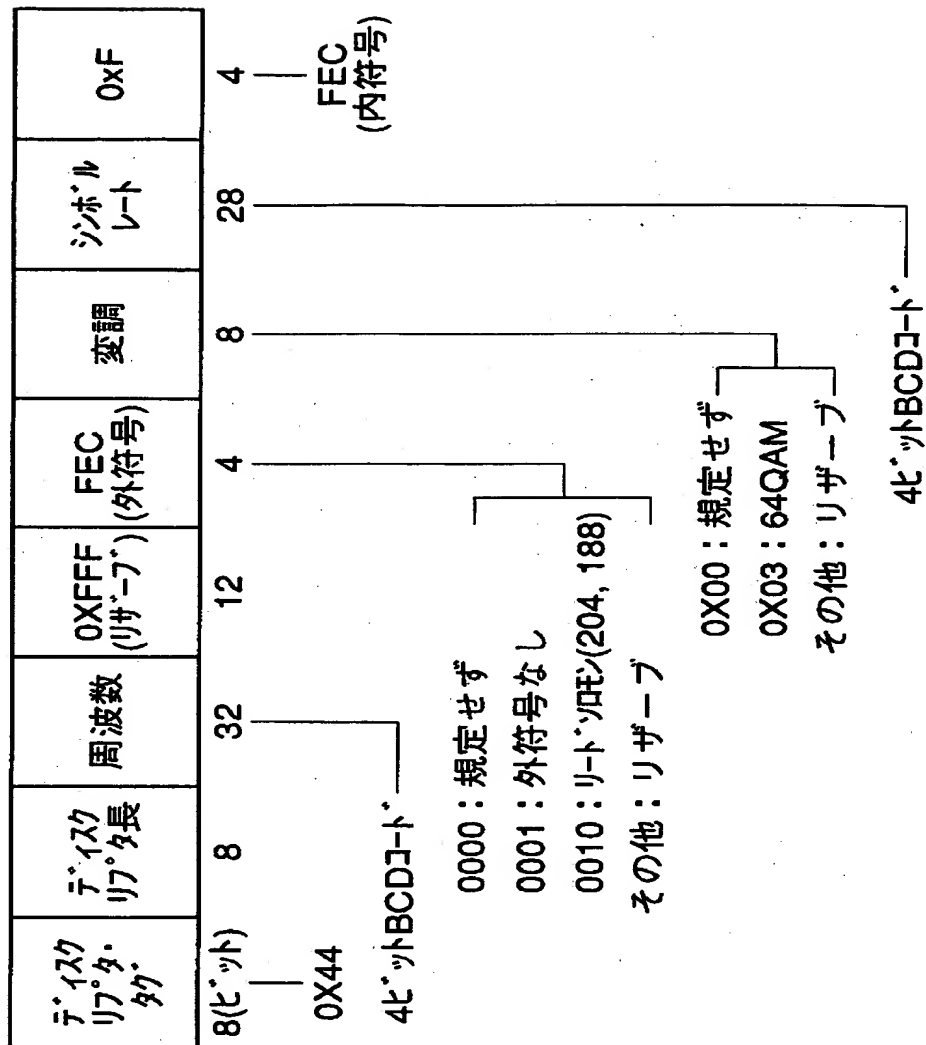 ディスク
リプタ・
タグ
ディスク
リプタ長
周波数
0XFFF
(リザーブ)
FEC
(外符号)
変調
シンボル
レート
0xF
8(ビット)
8
32
12
4
8
28
4
0X44
4ビットBCDコード
0000：規定せず
0001：外符号なし
0010：リードソロモン(204, 188)
その他：リザーブ
0X00：規定せず
0X03：64QAM
その他：リザーブ
4ビットBCDコード
FEC
(内符号)